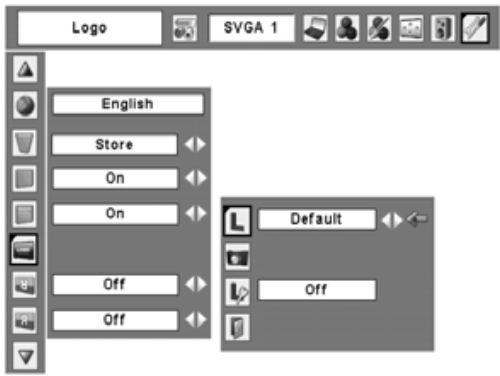 Logo
SVGA 1
English
Store
On
On
Default
Off
Off
Off